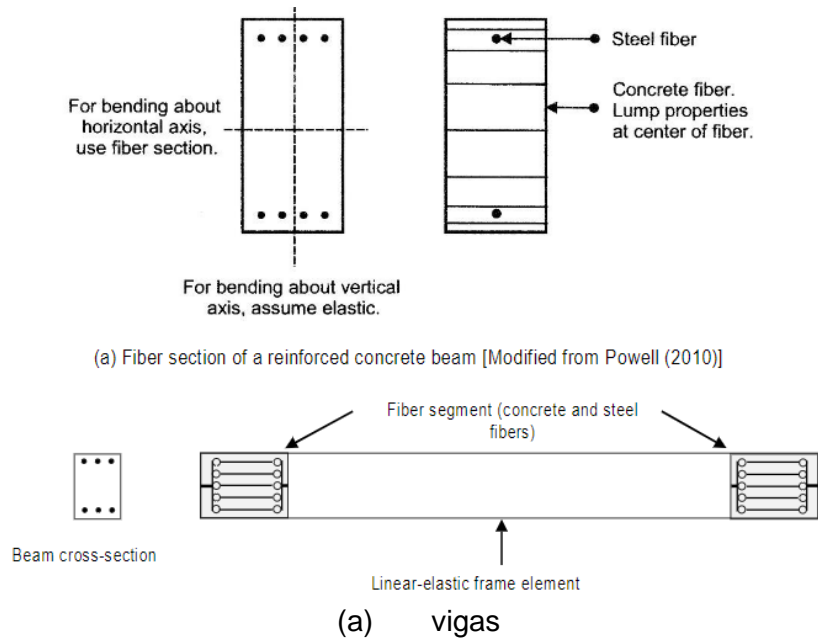 For bending about
horizontal axis,
use fiber section.
For bending about vertical
axis, assume elastic.
Steel fiber
Concrete fiber.
Lump properties
at center of fiber.
(a) Fiber section of a reinforced concrete beam [Modified from Powell (2010)]
Fiber segment (concrete and steel
fibers)
Beam cross-section
Linear-elastic frame element
(a) vigas